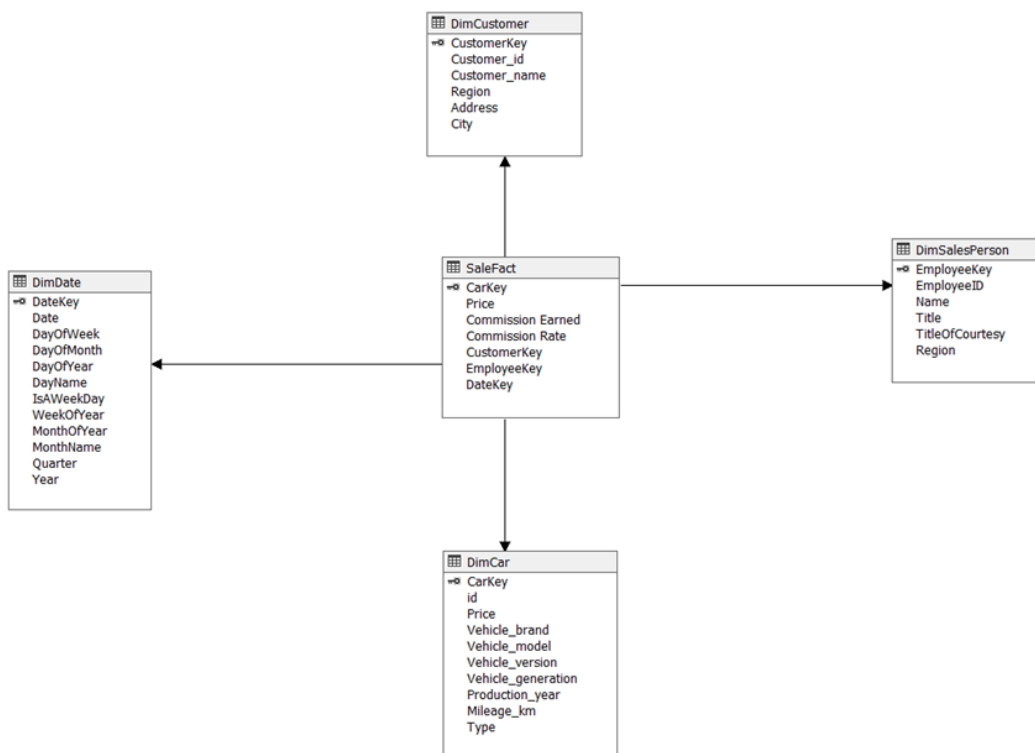 DimCustomer
CustomerKey
Customer_id
Customer_name
Region
Address
City
DimDate
DateKey
Date
DayOfWeek
DayOfMonth
DayOfYear
DayName
IsAWeekDay
WeekOfYear
MonthOfYear
MonthName
Quarter
Year
SaleFact
CarKey
Price
Commission Earned
Commission Rate
CustomerKey
EmployeeKey
DateKey
DimSalesPerson
EmployeeKey
EmployeeID
Name
Title
TitleOfCourtesy
Region
DimCar
CarKey
id
Price
Vehicle_brand
Vehicle_model
Vehicle_version
Vehicle_generation
Production_year
Mileage_km
Type